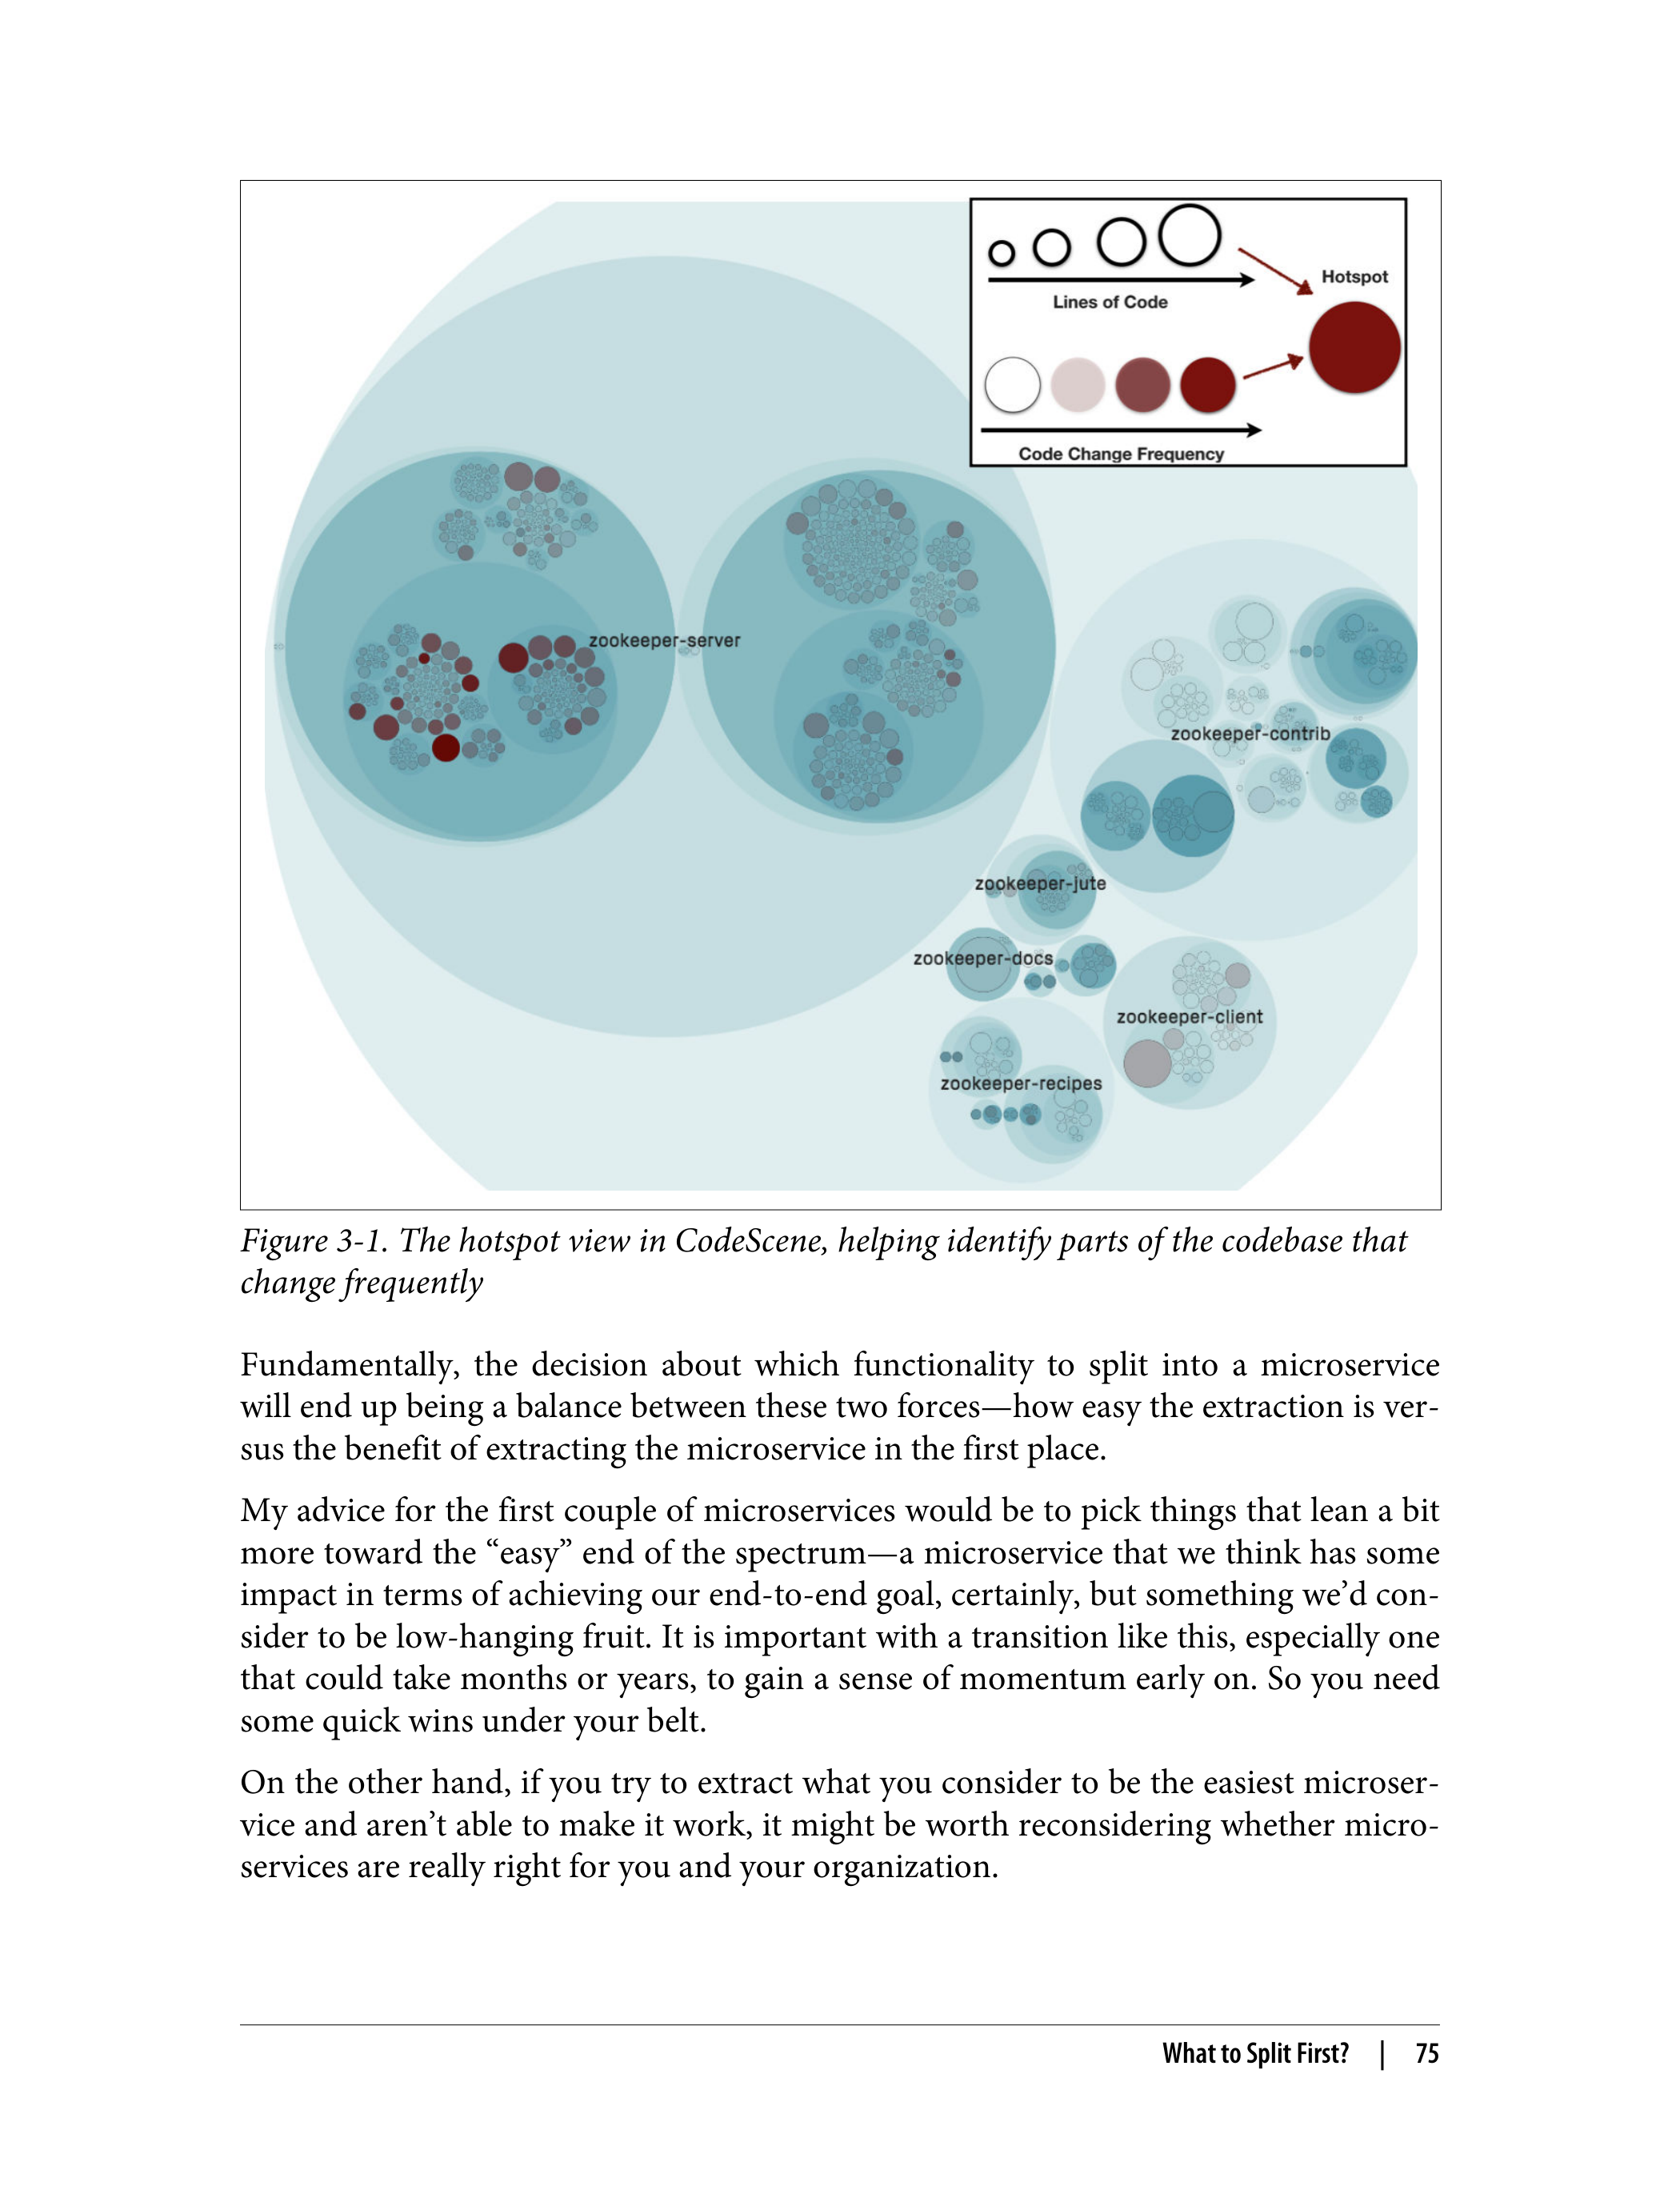 Hotspot
Lines of Code
Code Change Frequency
zookeeper-server
zookeeper-contrib
zookeeper-jute
zookeeper-docs
zookeeper-client
zookeeper-recipes
Figure 3-1. The hotspot view in CodeScene, helping identify parts of the codebase that
change frequently
Fundamentally, the decision about which functionality to split into a microservice
will end up being a balance between these two forces—how easy the extraction is ver-
sus the benefit of extracting the microservice in the first place.
My advice for the first couple of microservices would be to pick things that lean a bit
more toward the “easy” end of the spectrum—a microservice that we think has some
impact in terms of achieving our end-to-end goal, certainly, but something we’d con-
sider to be low-hanging fruit. It is important with a transition like this, especially one
that could take months or years, to gain a sense of momentum early on. So you need
some quick wins under your belt.
On the other hand, if you try to extract what you consider to be the easiest microser-
vice and aren’t able to make it work, it might be worth reconsidering whether micro-
services are really right for you and your organization.
What to Split First? | 75